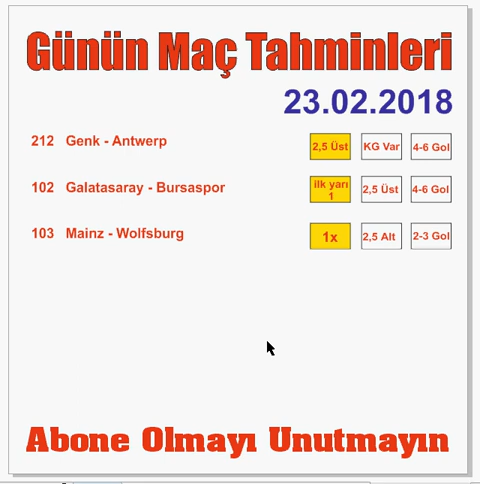 Günün Maç Tahminleri
23.02.2018
212 Genk - Antwerp 2,5 Üst KG Var 4-6 Gol
102 Galatasaray - Bursaspor ilk yarı 1 2,5 Üst 4-6 Gol
103 Mainz - Wolfsburg 1x 2,5 Alt 2-3 Gol
Abone Olmayı Unutmayın